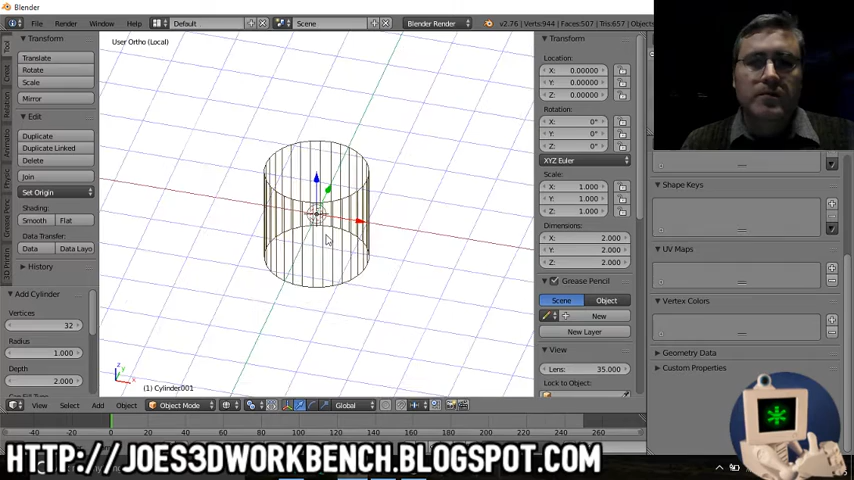 Blender
File Render Window Help Default Scene Blender Render v2.76 | Verts:944 | Faces:507 | Tris:657 | Objects
Transform
Translate
Rotate
Scale
Mirror
Edit
Duplicate
Duplicate Linked
Delete
Join
Set Origin
Shading:
Smooth Flat
Data Transfer:
Data Data Layo
History
Add Cylinder
Vertices
32
Radius
1.000
Depth
2.000
User Ortho (Local)
(1) Cylinder001
View Select Add Object Object Mode Global
Transform
Location:
X: 0.00000
Y: 0.00000
Z: 0.00000
Rotation:
X: 0°
Y: 0°
Z: 0°
XYZ Euler
Scale:
X: 1.000
Y: 1.000
Z: 1.000
Dimensions:
X: 2.000
Y: 2.000
Z: 2.000
Grease Pencil
Scene Object
New
New Layer
View
Lens: 35.000
Lock to Object:
Shape Keys
UV Maps
Vertex Colors
Geometry Data
Custom Properties
-40 -20 0 20 40 60 80 100 120 140 160 180 200 220 240 260
HTTP://JOES3DWORKBENCH.BLOGSPOT.COM